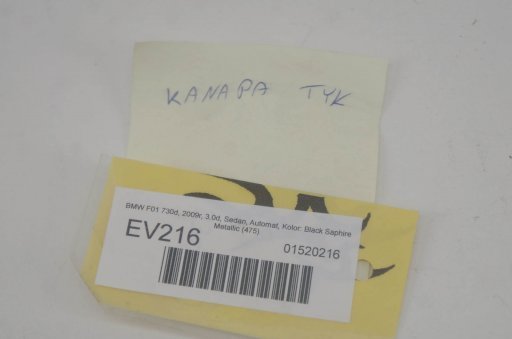 KANAPA TYK
BMW F01 730d, 2009r, 3.0d, Sedan, Automat, Kolor: Black Saphire
Metallic (475)
EV216
01520216